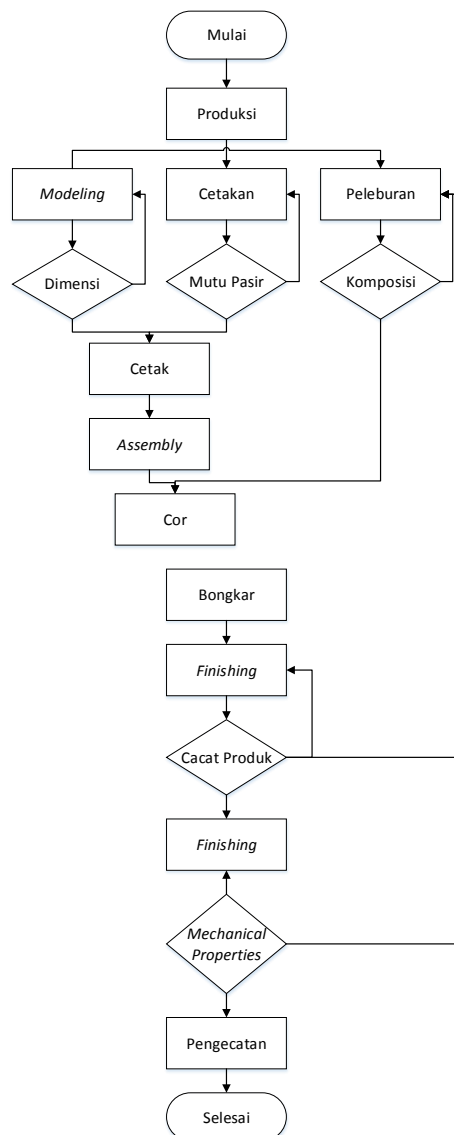 Mulai
Produksi
Modeling
Cetakan
Peleburan
Dimensi
Mutu Pasir
Komposisi
Cetak
Assembly
Cor
Bongkar
Finishing
Cacat Produk
Finishing
Mechanical
Properties
Pengecatan
Selesai